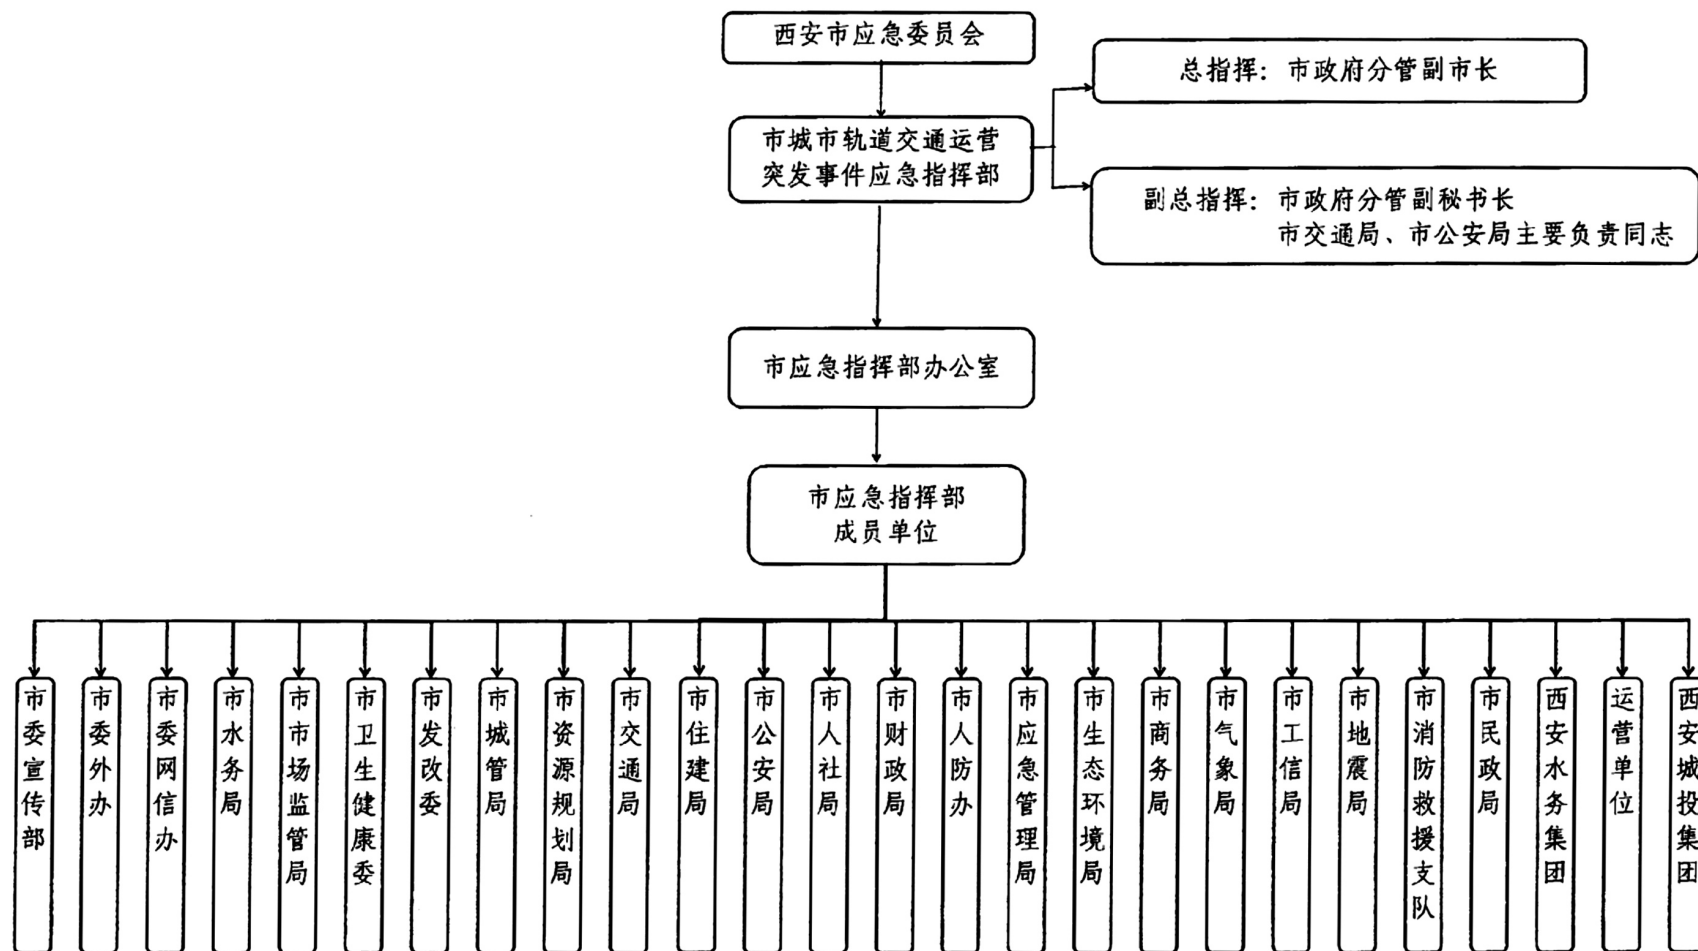 西安市应急委员会
总指挥：市政府分管副市长
市城市轨道交通运营
突发事件应急指挥部
副总指挥：市政府分管副秘书长
市交通局、市公安局主要负责同志
市应急指挥部办公室
市应急指挥部
成员单位
市委宣传部
市委外办
市委网信办
市水务局
市市场监管局
市卫生健康委
市发改委
市城管局
市资源规划局
市交通局
市住建局
市公安局
市人社局
市财政局
市人防办
市应急管理局
市生态环境局
市商务局
市气象局
市工信局
市地震局
市消防救援支队
市民政局
西安水务集团
运营单位
西安城投集团